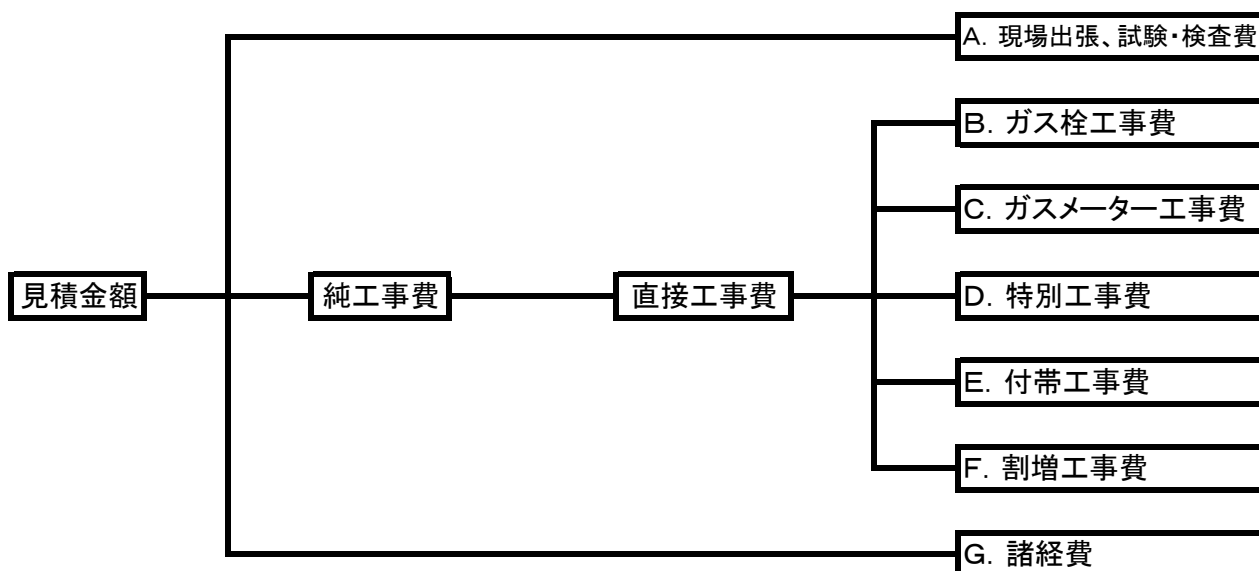 A. 現場出張、試験・検査費
B. ガス栓工事費
C. ガスメーター工事費
見積金額
純工事費
直接工事費
D. 特別工事費
E. 付帯工事費
F. 割増工事費
G. 諸経費